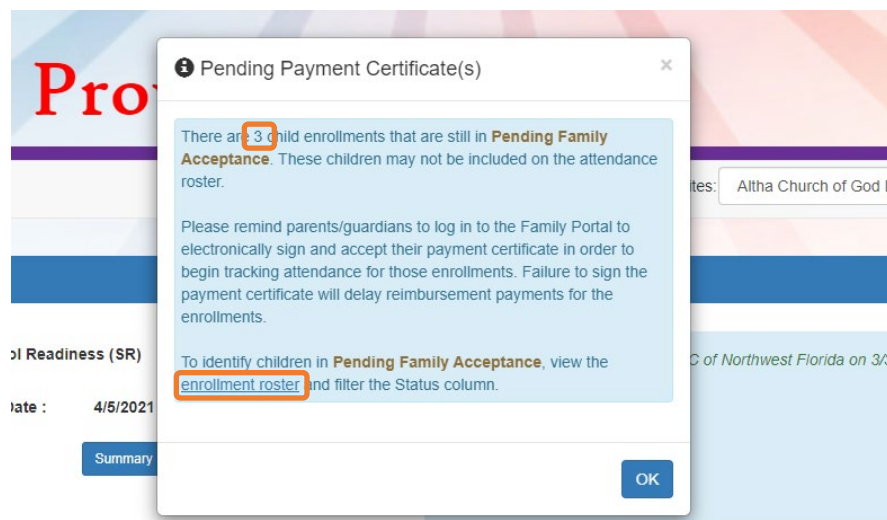 Pro
Pending Payment Certificate(s) ×
There are 3 child enrollments that are still in Pending Family
Acceptance. These children may not be included on the attendance
roster.
ites: Altha Church of God
Please remind parents/guardians to log in to the Family Portal to
electronically sign and accept their payment certificate in order to
begin tracking attendance for those enrollments. Failure to sign the
payment certificate will delay reimbursement payments for the
enrollments.
ol Readiness (SR)
To identify children in Pending Family Acceptance, view the
enrollment roster and filter the Status column.
C of Northwest Florida on 3/3
ate : 4/5/2021
Summary
OK